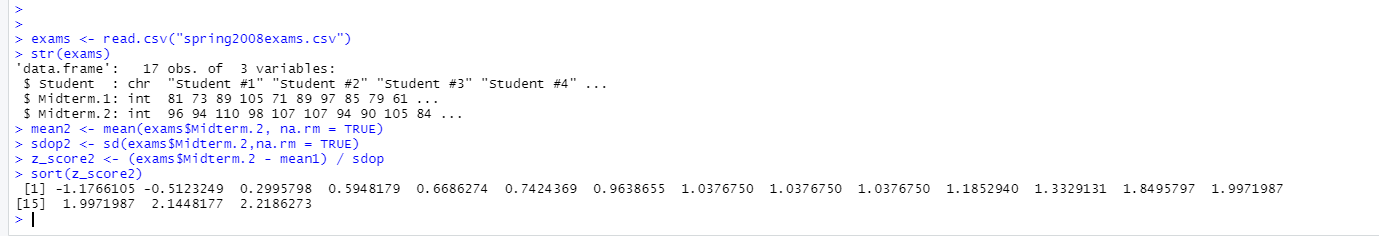 >
>
> exams <- read.csv("spring2008exams.csv")
> str(exams)
'data.frame':   17 obs. of  3 variables:
 $ Student  : chr  "Student #1" "Student #2" "Student #3" "Student #4" ...
 $ Midterm.1: int  81 73 89 105 71 89 97 85 79 61 ...
 $ Midterm.2: int  96 94 110 98 107 107 94 90 105 84 ...
> mean2 <- mean(exams$Midterm.2, na.rm = TRUE)
> sdop2 <- sd(exams$Midterm.2,na.rm = TRUE)
> z_score2 <- (exams$Midterm.2 - mean1) / sdop
> sort(z_score2)
 [1] -1.1766105 -0.5123249  0.2995798  0.5948179  0.6686274  0.7424369  0.9638655  1.0376750  1.0376750  1.0376750  1.1852940  1.3329131  1.8495797  1.9971987
[15]  1.9971987  2.1448177  2.2186273
>